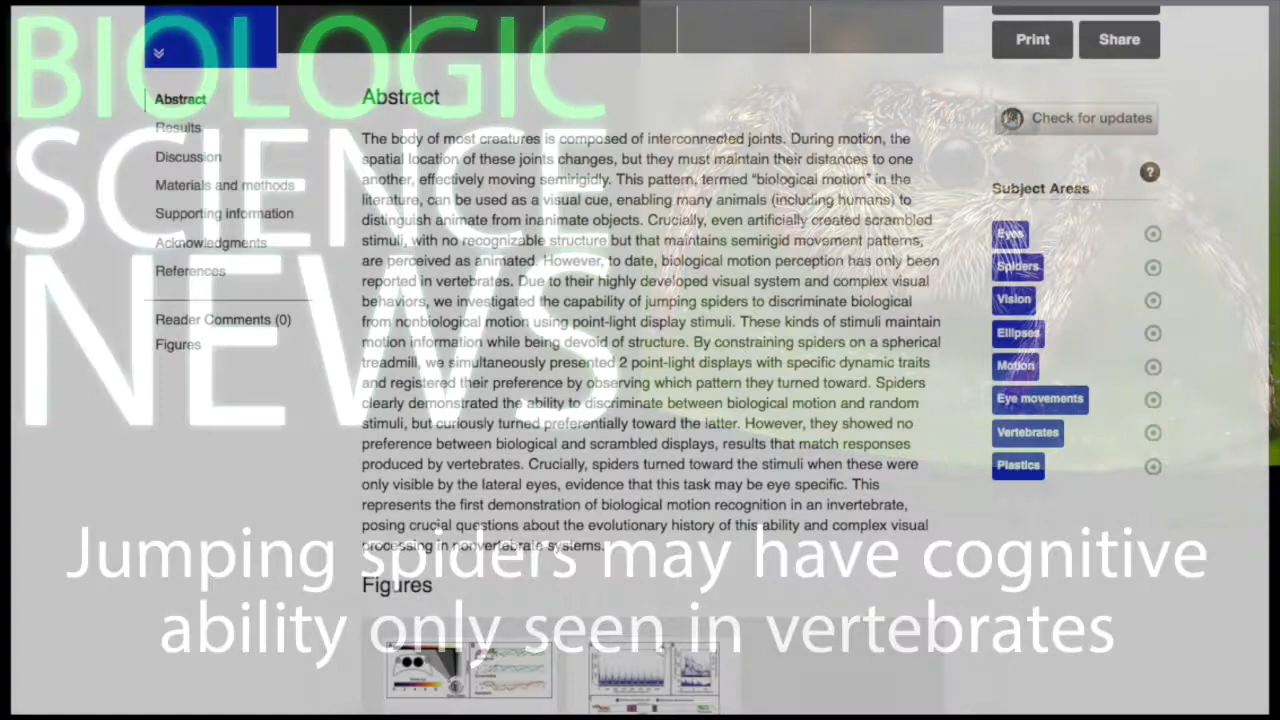 BIOLOGIC
SCIENCE
NEWS
Print
Share
Check for updates
Subject Areas
?
Eyes
Spiders
Vision
Ellipses
Motion
Eye movements
Vertebrates
Plastics
Abstract
Results
Discussion
Materials and methods
Supporting information
Acknowledgments
References
Reader Comments (0)
Figures
Abstract
The body of most creatures is composed of interconnected joints. During motion, the
spatial location of these joints changes, but they must maintain their distances to one
another, effectively moving semirigidly. This pattern, termed “biological motion” in the
literature, can be used as a visual cue, enabling many animals (including humans) to
distinguish animate from inanimate objects. Crucially, even artificially created scrambled
stimuli, with no recognizable structure but that maintains semirigid movement patterns,
are perceived as animated. However, to date, biological motion perception has only been
reported in vertebrates. Due to their highly developed visual system and complex visual
behaviors, we investigated the capability of jumping spiders to discriminate biological
from nonbiological motion using point-light display stimuli. These kinds of stimuli maintain
motion information while being devoid of structure. By constraining spiders on a spherical
treadmill, we simultaneously presented 2 point-light displays with specific dynamic traits
and registered their preference by observing which pattern they turned toward. Spiders
clearly demonstrated the ability to discriminate between biological motion and random
stimuli, but curiously turned preferentially toward the latter. However, they showed no
preference between biological and scrambled displays, results that match responses
produced by vertebrates. Crucially, spiders turned toward the stimuli when these were
only visible by the lateral eyes, evidence that this task may be eye specific. This
represents the first demonstration of biological motion recognition in an invertebrate,
posing crucial questions about the evolutionary history of this ability and complex visual
processing in nonvertebrate systems.
Figures
Jumping spiders may have cognitive
ability only seen in vertebrates